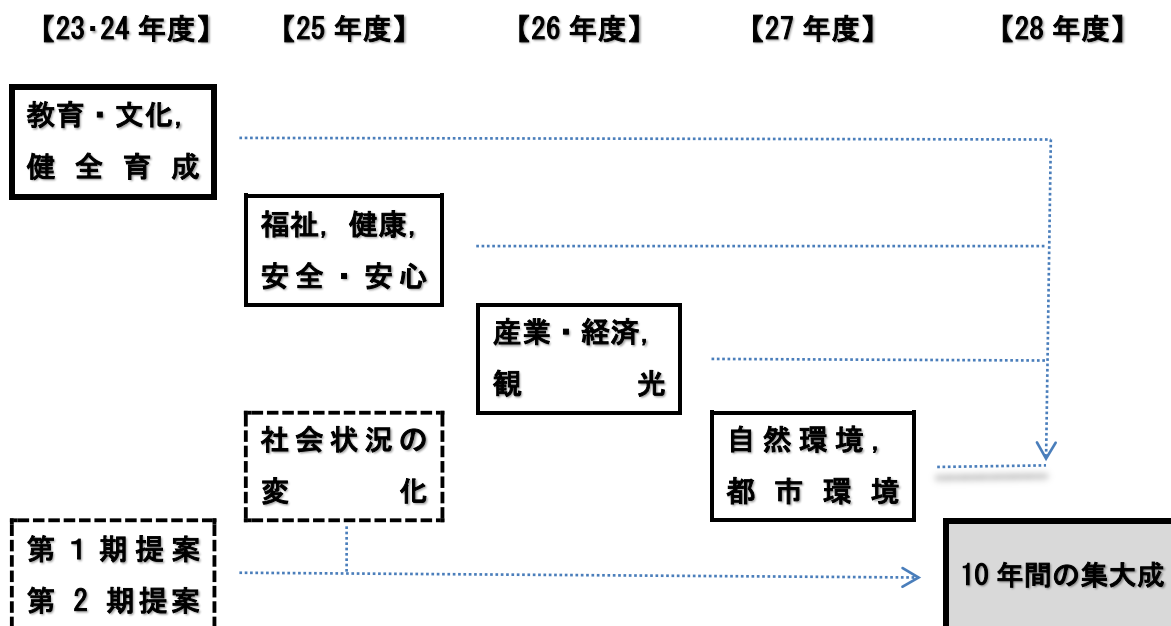 【23・24 年度】 【25 年度】 【26 年度】 【27 年度】 【28 年度】
教育・文化,
健全育成
福祉, 健康,
安全・安心
産業・経済,
観光
社会状況の
変化
自然環境,
都市環境
第1期提案
第2期提案
10 年間の集大成